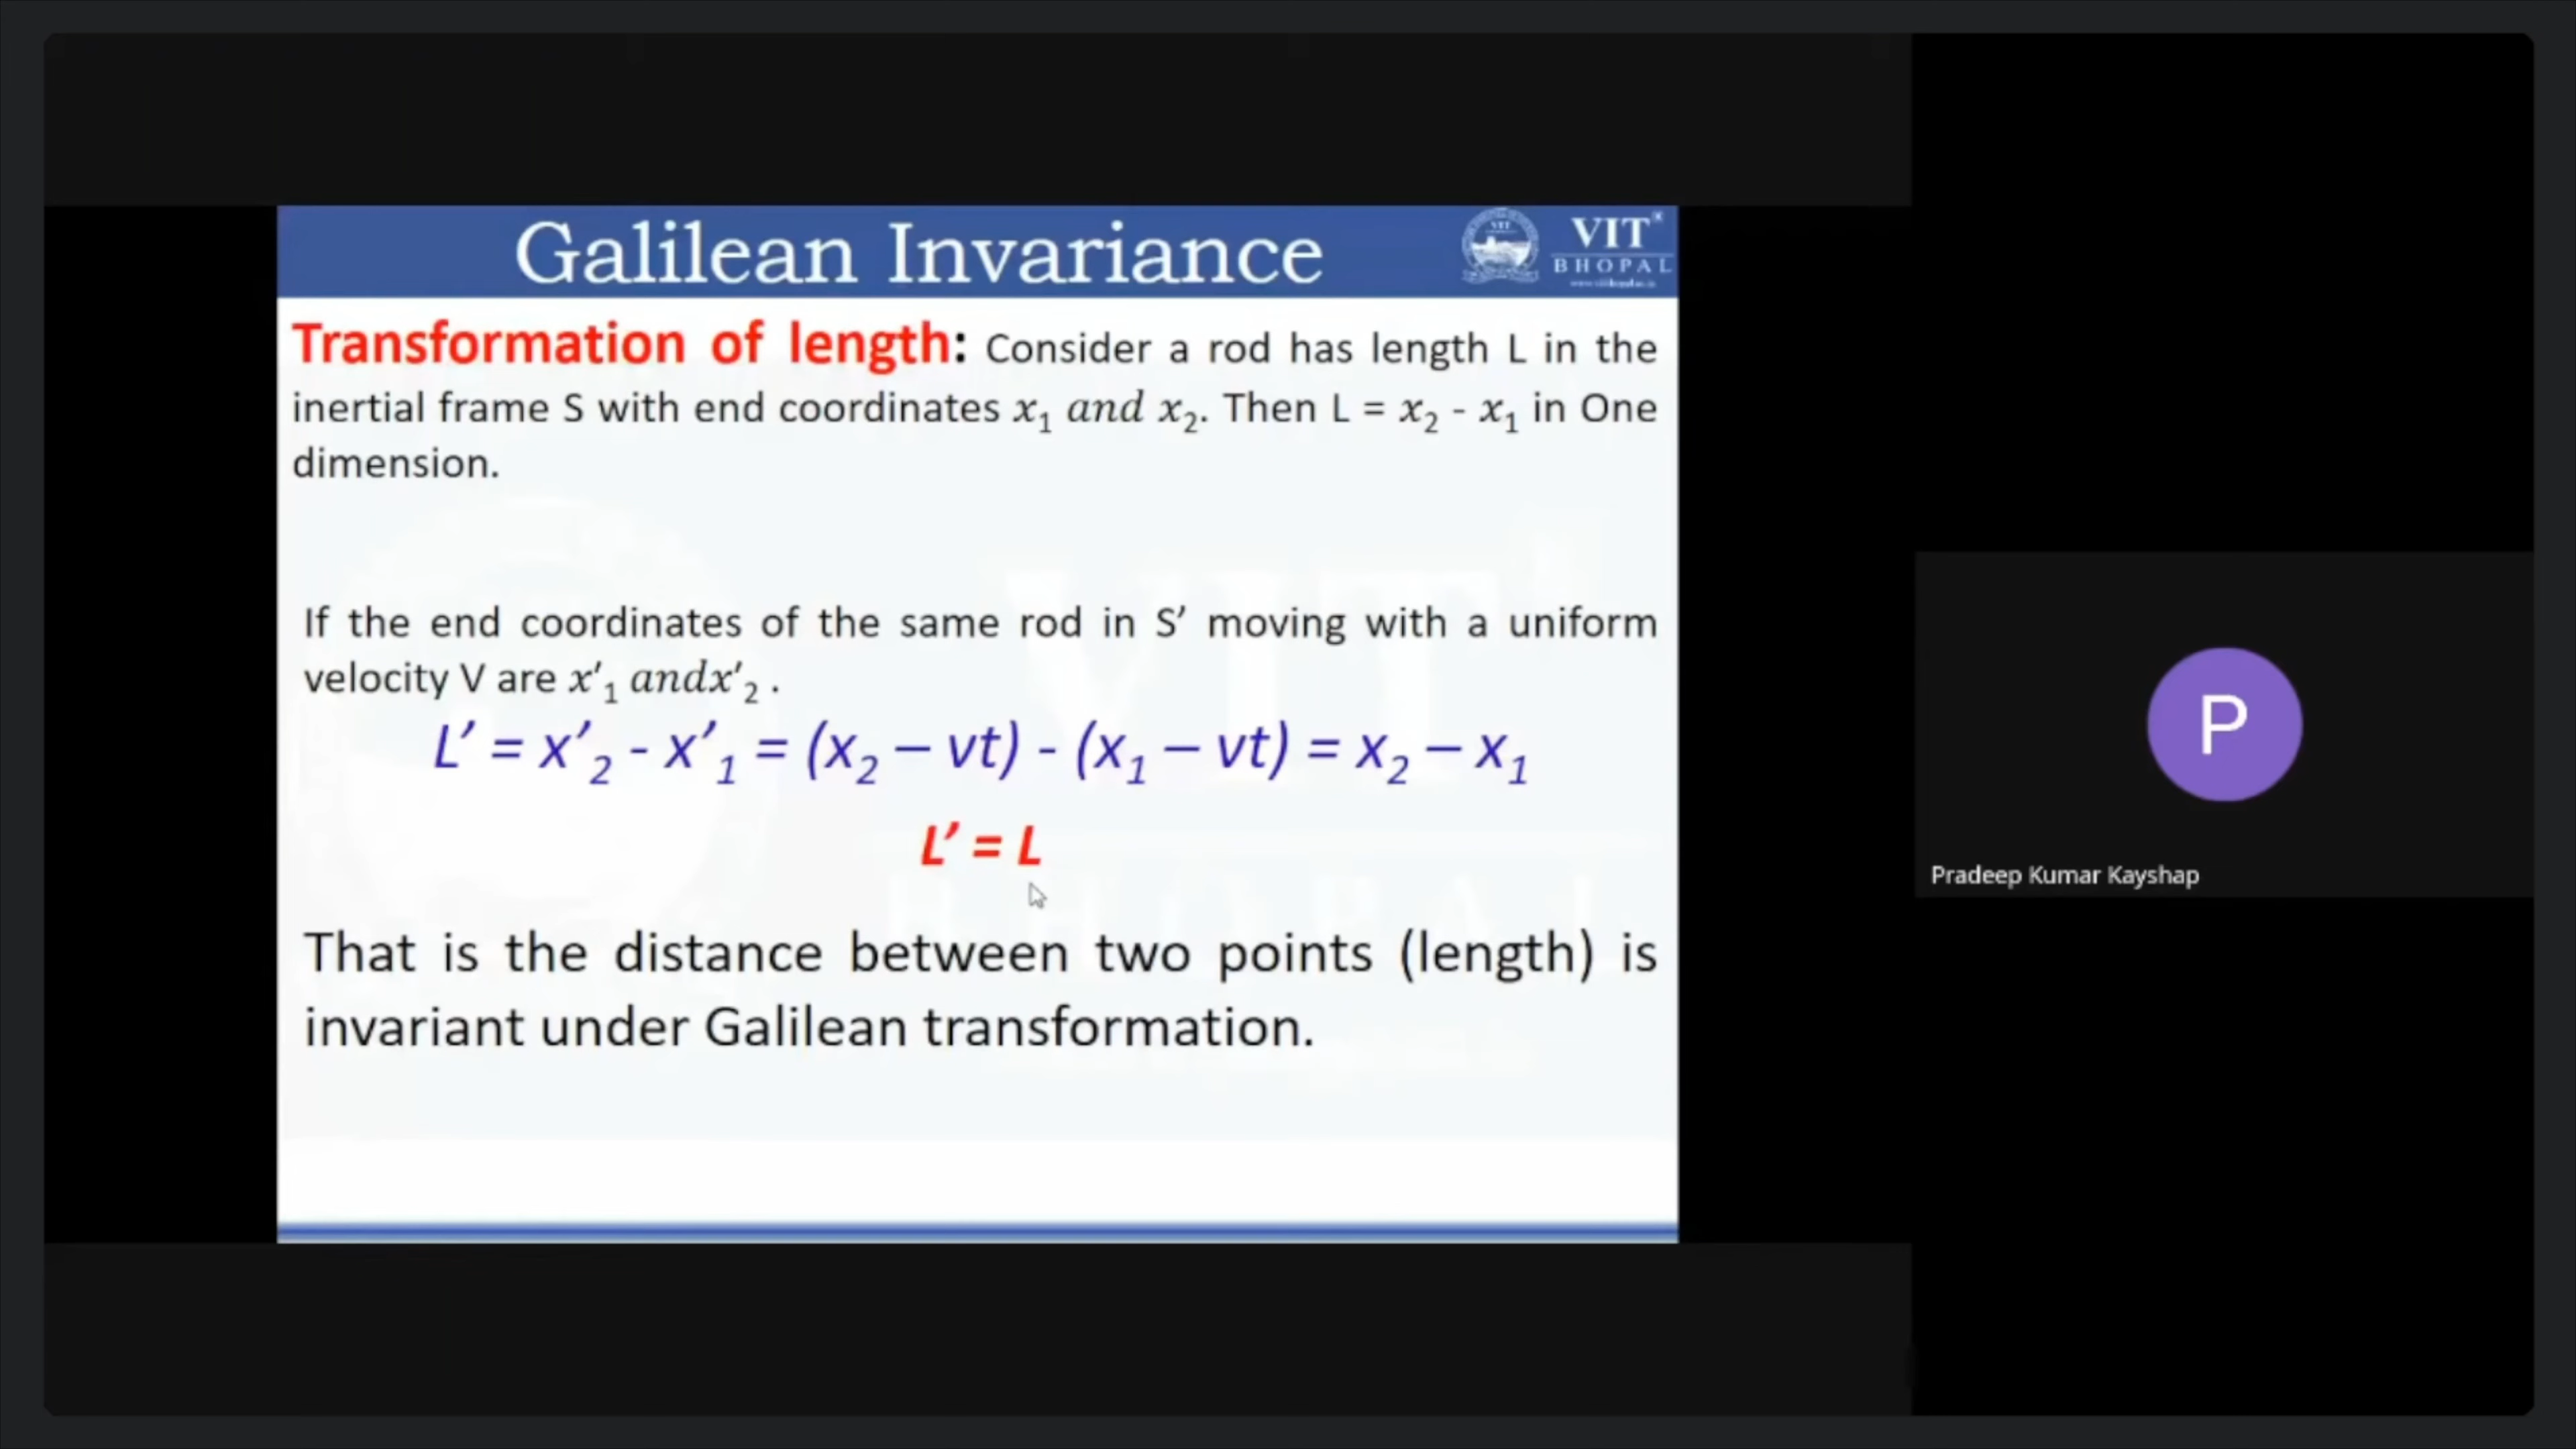 Galilean Invariance
VIT
BHOPAL
Transformation of length: Consider a rod has length L in the
inertial frame S with end coordinates x₁ and x₂. Then L = x₂ - x₁ in One
dimension.
If the end coordinates of the same rod in S’ moving with a uniform
velocity V are x′₁ andx′₂ .
L’ = x’₂ - x’₁ = (x₂ – vt) - (x₁ – vt) = x₂ – x₁
L’ = L
That is the distance between two points (length) is
invariant under Galilean transformation.
P
Pradeep Kumar Kayshap